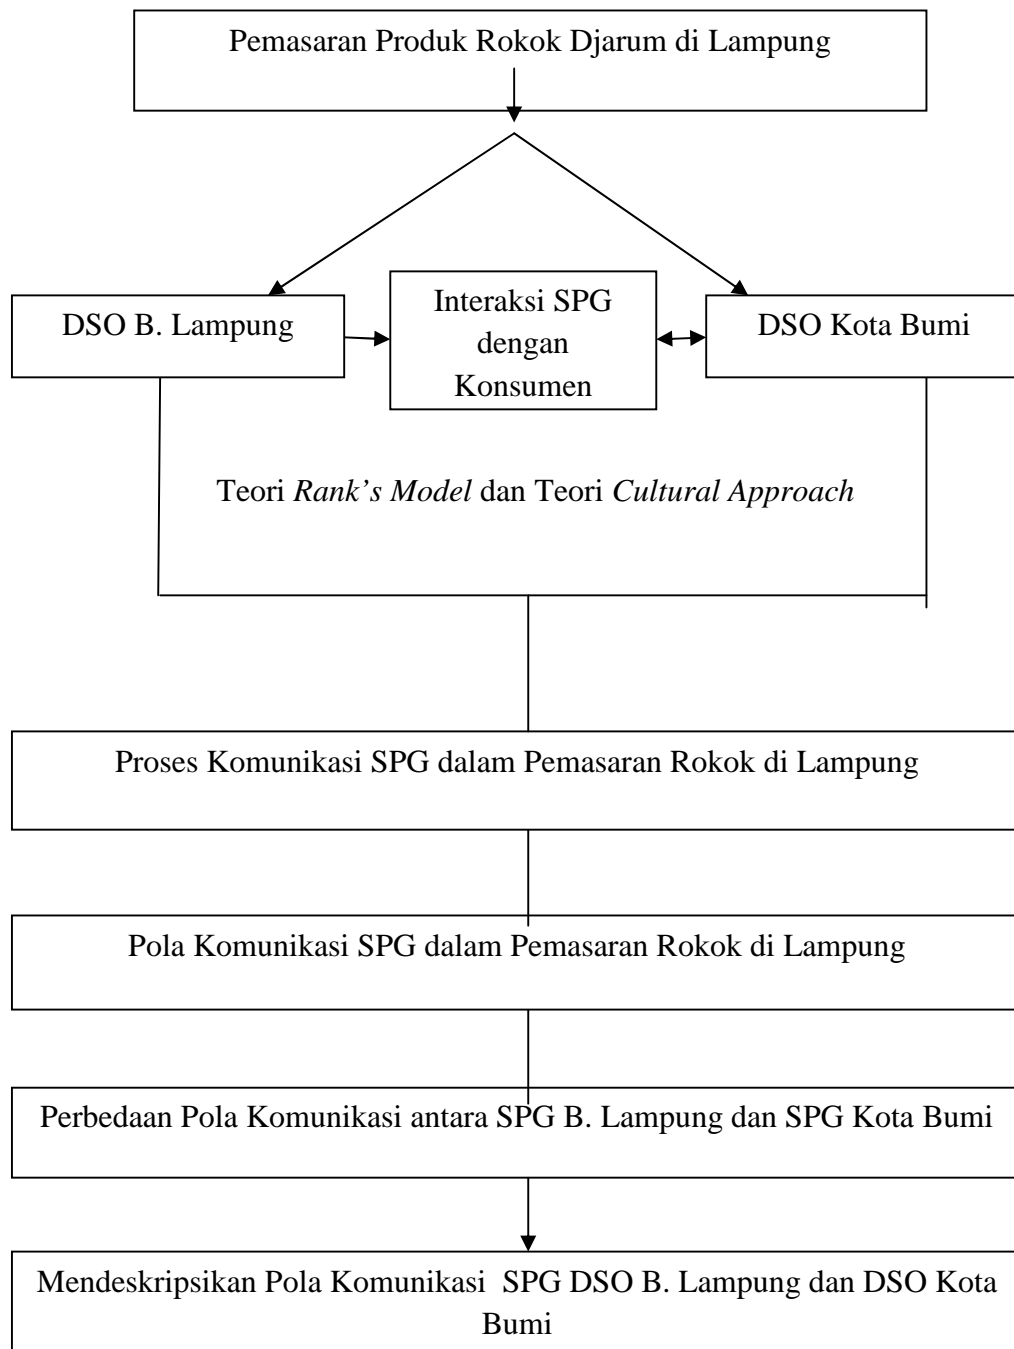 Pemasaran Produk Rokok Djarum di Lampung
DSO B. Lampung
Interaksi SPG
dengan
Konsumen
DSO Kota Bumi
Teori Rank’s Model dan Teori Cultural Approach
Proses Komunikasi SPG dalam Pemasaran Rokok di Lampung
Pola Komunikasi SPG dalam Pemasaran Rokok di Lampung
Perbedaan Pola Komunikasi antara SPG B. Lampung dan SPG Kota Bumi
Mendeskripsikan Pola Komunikasi  SPG DSO B. Lampung dan DSO Kota
Bumi